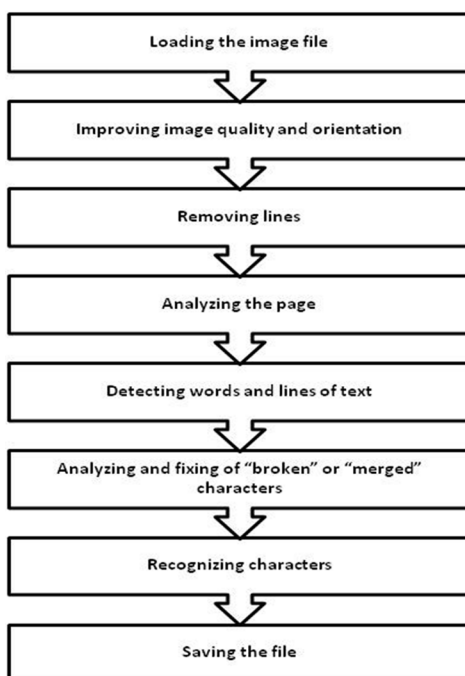 Loading the image file
Improving image quality and orientation
Removing lines
Analyzing the page
Detecting words and lines of text
Analyzing and fixing of “broken” or “merged”
characters
Recognizing characters
Saving the file